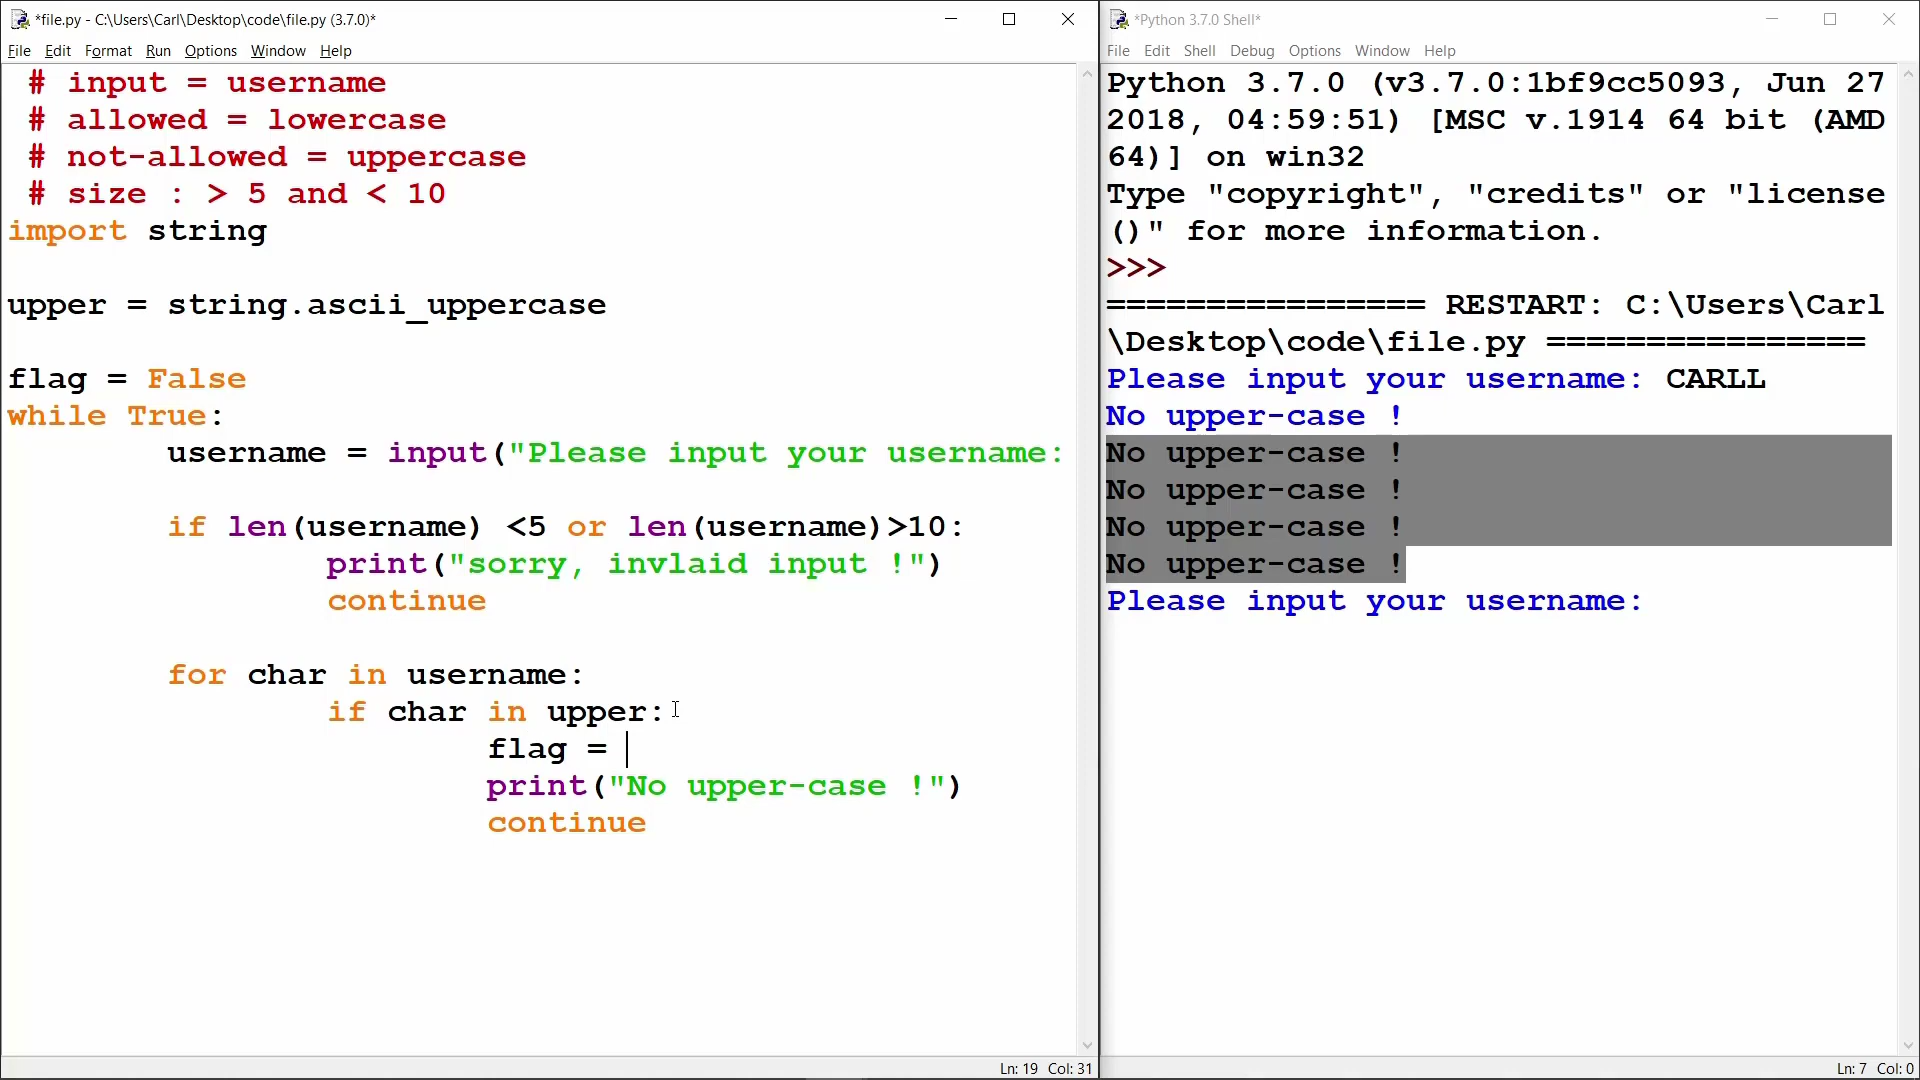 *file.py - C:\Users\Carl\Desktop\code\file.py (3.7.0)*
File Edit Format Run Options Window Help
# input = username
# allowed = lowercase
# not-allowed = uppercase
# size : > 5 and < 10
import string
upper = string.ascii_uppercase
flag = False
while True:
username = input("Please input your username:
if len(username) <5 or len(username)>10:
print("sorry, invlaid input !")
continue
for char in username:
if char in upper:
flag =
print("No upper-case !")
continue
Ln: 19 Col: 31
*Python 3.7.0 Shell*
File Edit Shell Debug Options Window Help
Python 3.7.0 (v3.7.0:1bf9cc5093, Jun 27
2018, 04:59:51) [MSC v.1914 64 bit (AMD
64)] on win32
Type "copyright", "credits" or "license
()" for more information.
>>>
================ RESTART: C:\Users\Carl
\Desktop\code\file.py ================
Please input your username: CARLL
No upper-case !
No upper-case !
No upper-case !
No upper-case !
No upper-case !
Please input your username:
Ln: 7 Col: 0